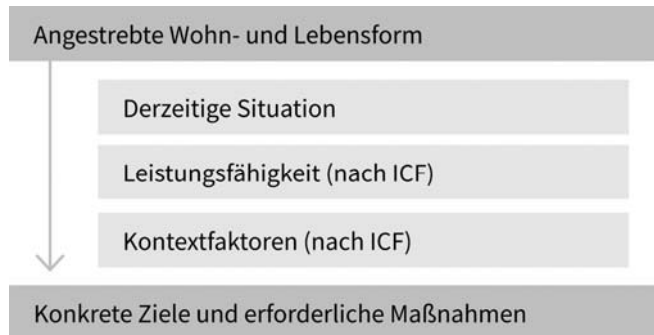 Angestrebte Wohn- und Lebensform
Derzeitige Situation
Leistungsfähigkeit (nach ICF)
Kontextfaktoren (nach ICF)
Konkrete Ziele und erforderliche Maßnahmen